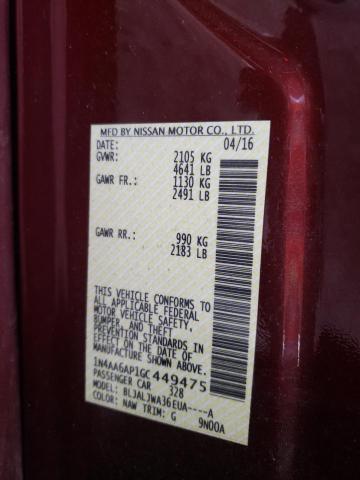 MFD BY NISSAN MOTOR CO., LTD.
DATE: 04/16
GVWR: 2105 KG
4641 LB
GAWR FR.: 1130 KG
2491 LB
GAWR RR.: 990 KG
2183 LB
THIS VEHICLE CONFORMS TO
ALL APPLICABLE FEDERAL
MOTOR VEHICLE SAFETY,
BUMPER, AND THEFT
PREVENTION STANDARDS IN
EFFECT ON THE DATE OF
MANUFACTURE SHOWN ABOVE.
1N4AA6AP1GC449475
PASSENGER CAR 328
MODEL: BLJALJWA36EUA----A
COLOR: NAW TRIM: G 9N00A